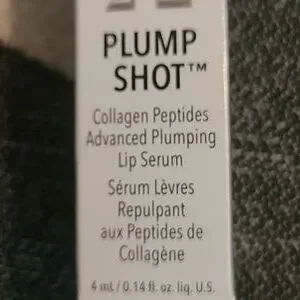 PLUMP
SHOT™
Collagen Peptides
Advanced Plumping
Lip Serum
Sérum Lèvres
Repulpant
aux Peptides de
Collagène
4 mL/0.14 fl. oz. liq. U.S.